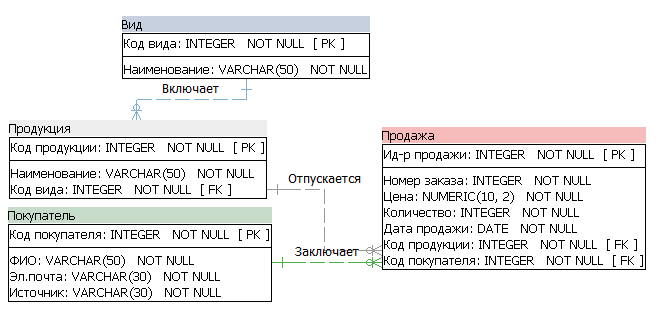 Вид
Код вида: INTEGER NOT NULL [ PK ]
Наименование: VARCHAR(50) NOT NULL
Включает
Продукция
Код продукции: INTEGER NOT NULL [ PK ]
Наименование: VARCHAR(50) NOT NULL
Код вида: INTEGER NOT NULL [ FK ]
Отпускается
Покупатель
Код покупателя: INTEGER NOT NULL [ PK ]
ФИО: VARCHAR(50) NOT NULL
Эл.почта: VARCHAR(30) NOT NULL
Источник: VARCHAR(30) NOT NULL
Заключает
Продажа
Ид-р продажи: INTEGER NOT NULL [ PK ]
Номер заказа: INTEGER NOT NULL
Цена: NUMERIC(10, 2) NOT NULL
Количество: INTEGER NOT NULL
Дата продажи: DATE NOT NULL
Код продукции: INTEGER NOT NULL [ FK ]
Код покупателя: INTEGER NOT NULL [ FK ]